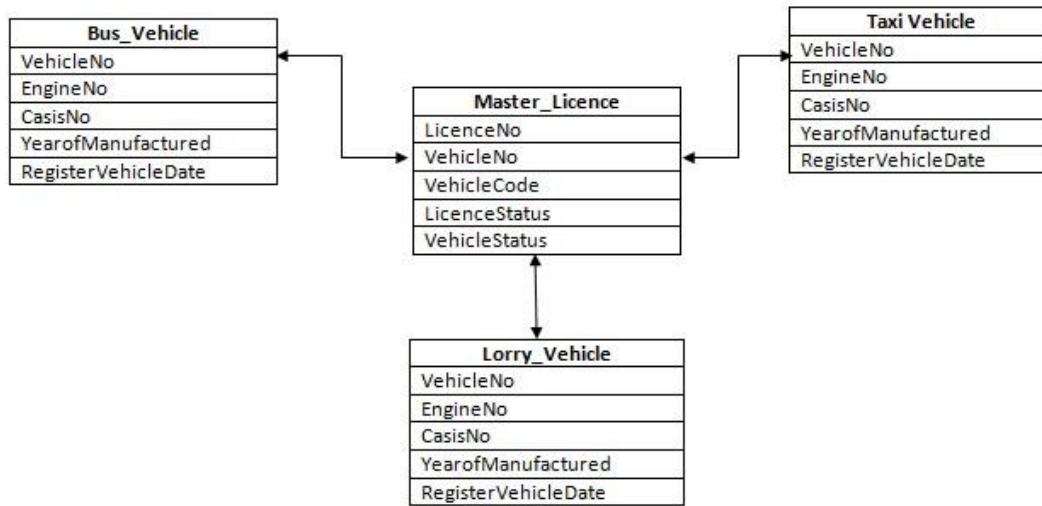 Bus_Vehicle
VehicleNo
EngineNo
CasisNo
YearofManufactured
RegisterVehicleDate
Master_Licence
LicenceNo
VehicleNo
VehicleCode
LicenceStatus
VehicleStatus
Taxi Vehicle
VehicleNo
EngineNo
CasisNo
YearofManufactured
RegisterVehicleDate
Lorry_Vehicle
VehicleNo
EngineNo
CasisNo
YearofManufactured
RegisterVehicleDate